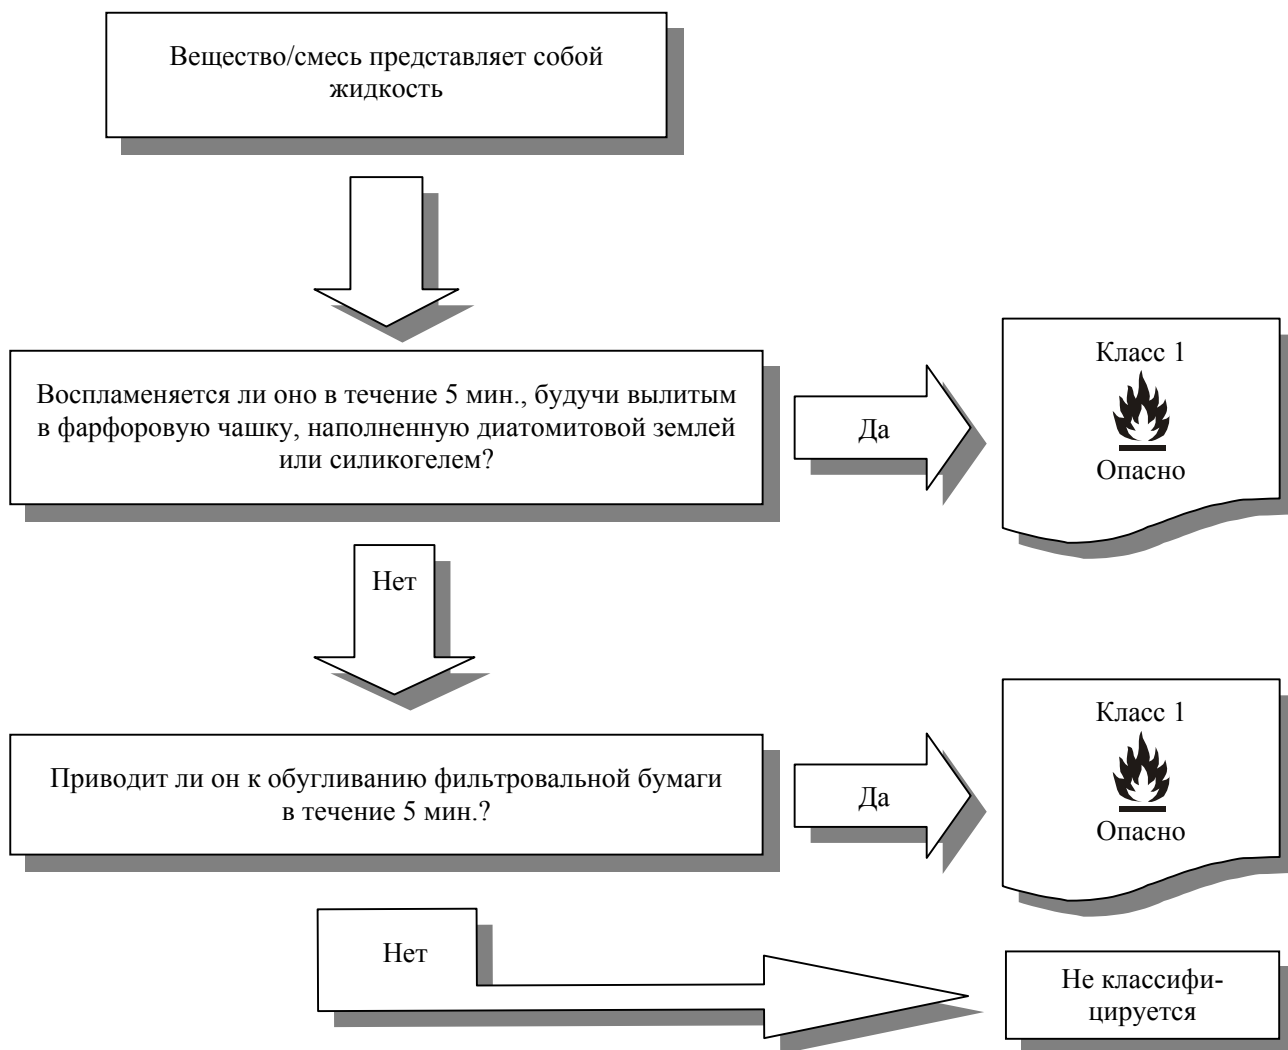 Вещество/смесь представляет собой
жидкость
Воспламеняется ли оно в течение 5 мин., будучи вылитым
в фарфоровую чашку, наполненную диатомитовой землей
или силикогелем?
Да
Класс 1
Опасно
Нет
Приводит ли он к обугливанию фильтровальной бумаги
в течение 5 мин.?
Да
Класс 1
Опасно
Нет
Не классифи-
цируется